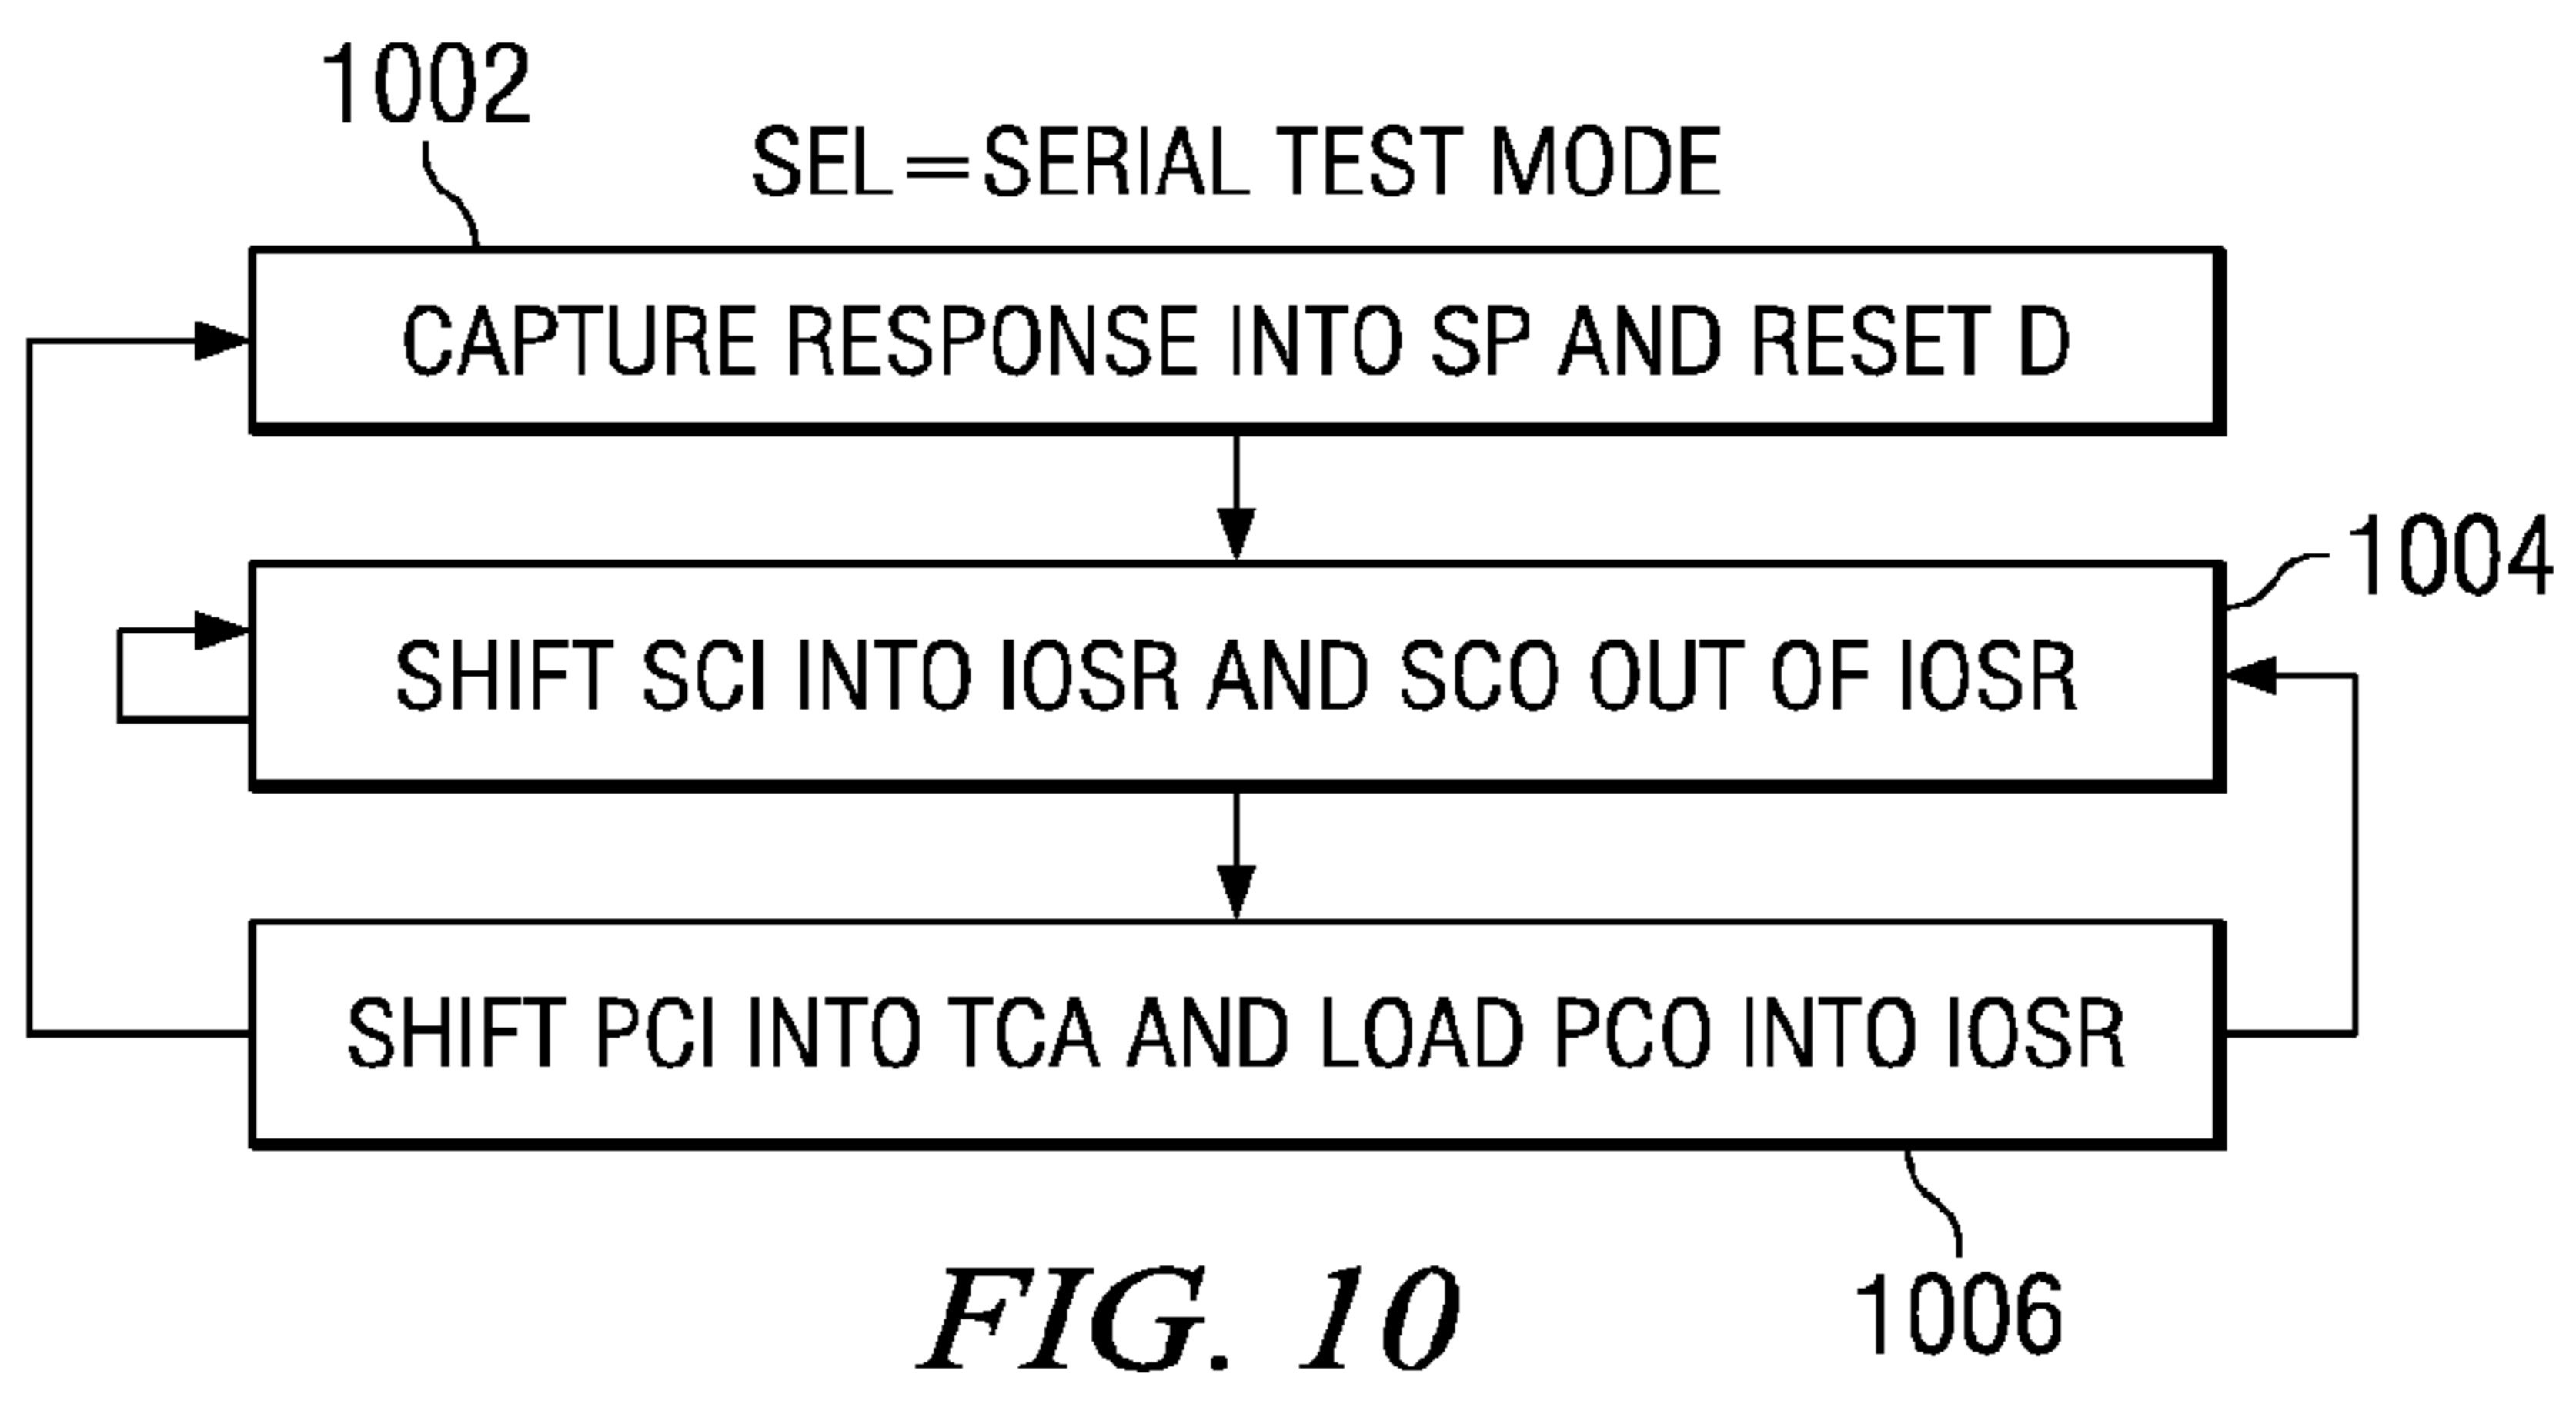 1002
SEL=SERIAL TEST MODE
CAPTURE RESPONSE INTO SP AND RESET D
1004
SHIFT SCI INTO IOSR AND SCO OUT OF IOSR
SHIFT PCI INTO TCA AND LOAD PCO INTO IOSR
1006
FIG. 10